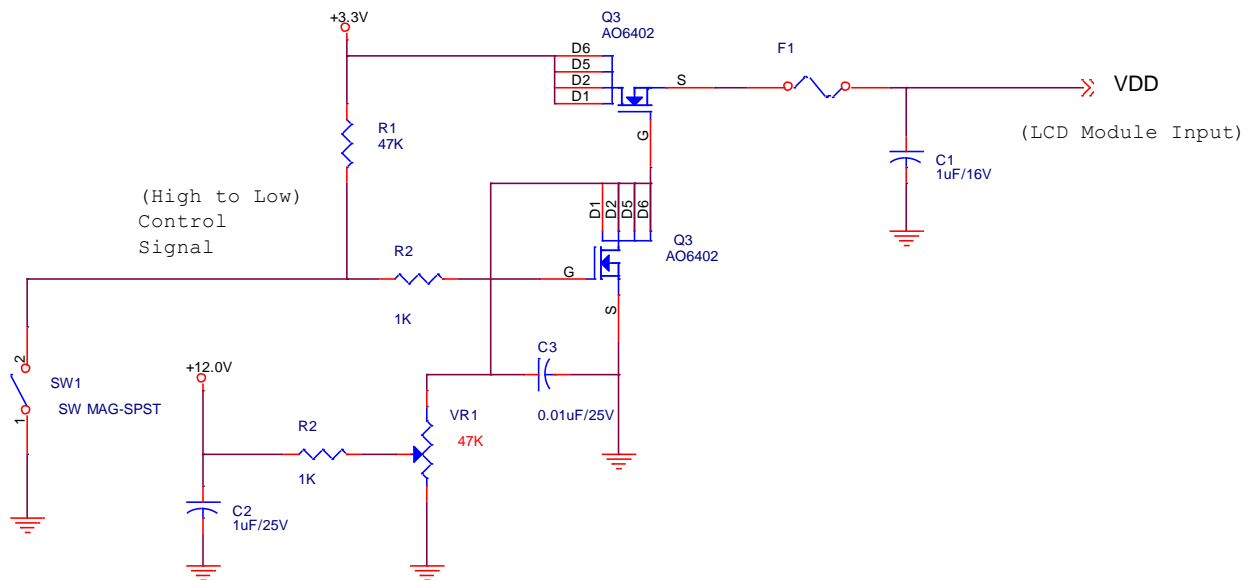 +3.3V
Q3
AO6402
F1
D6
D5
D2
D1
S
G
VDD
(LCD Module Input)
R1
47K
C1
1uF/16V
(High to Low)
Control
Signal
D1
D2
D5
D6
Q3
AO6402
R2
1K
G
S
C3
0.01uF/25V
2
1
SW1
SW MAG-SPST
+12.0V
VR1
47K
R2
1K
C2
1uF/25V